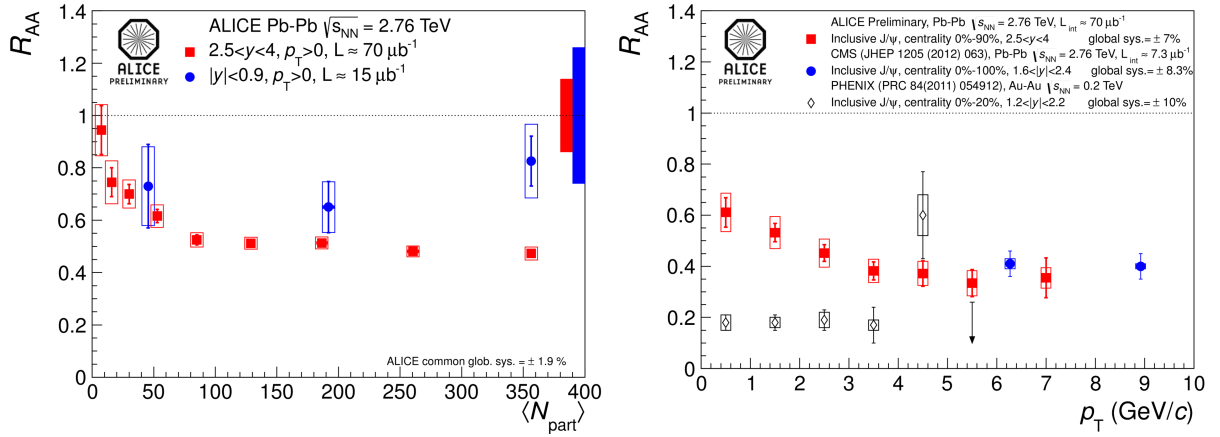 R_AA
1.4
1.2
1
0.8
0.6
0.4
0.2
0
ALICE
PRELIMINARY
ALICE Pb-Pb √s_NN = 2.76 TeV
2.5<y<4, p_T>0, L ≈ 70 μb⁻¹
|y|<0.9, p_T>0, L ≈ 15 μb⁻¹
ALICE common glob. sys. = ± 1.9 %
0 50 100 150 200 250 300 350 400
⟨N_part⟩
R_AA
1.4
1.2
1
0.8
0.6
0.4
0.2
0
ALICE
PRELIMINARY
ALICE Preliminary, Pb-Pb √s_NN = 2.76 TeV, L_int ≈ 70 μb⁻¹
Inclusive J/ψ, centrality 0%-90%, 2.5<y<4 global sys.= ± 7%
CMS (JHEP 1205 (2012) 063), Pb-Pb √s_NN = 2.76 TeV, L_int ≈ 7.3 μb⁻¹
Inclusive J/ψ, centrality 0%-100%, 1.6<|y|<2.4 global sys.= ± 8.3%
PHENIX (PRC 84(2011) 054912), Au-Au √s_NN = 0.2 TeV
Inclusive J/ψ, centrality 0%-20%, 1.2<|y|<2.2 global sys.= ± 10%
0 1 2 3 4 5 6 7 8 9 10
p_T (GeV/c)